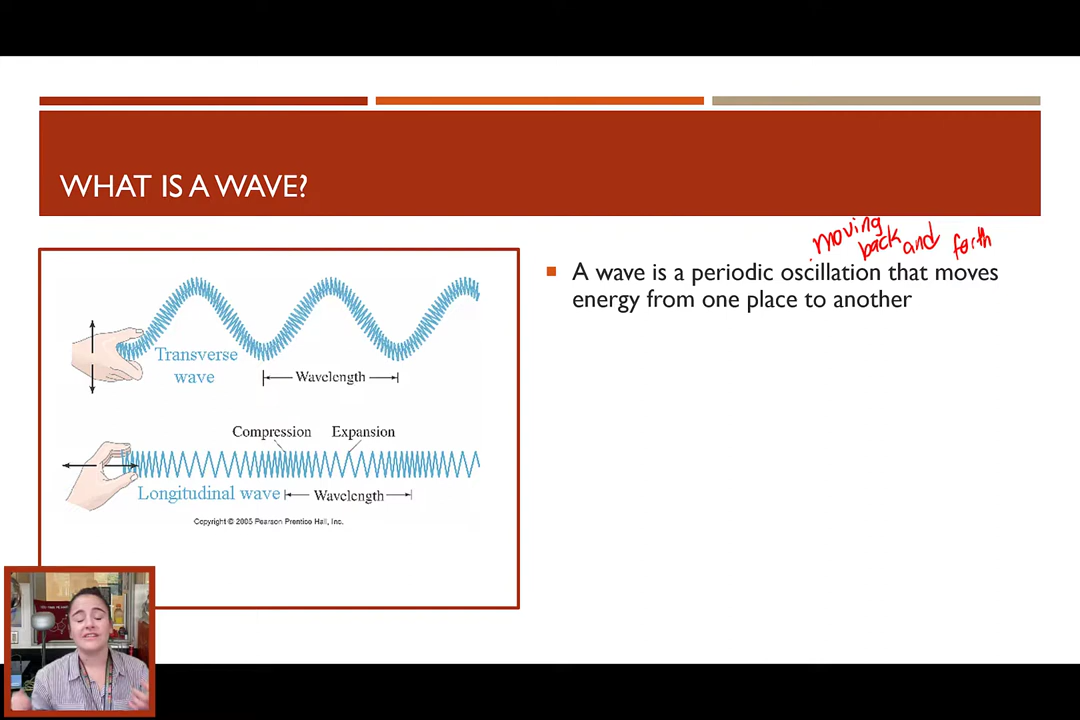 WHAT IS A WAVE?
moving back and forth
A wave is a periodic oscillation that moves
energy from one place to another
Transverse
wave
Wavelength
Compression
Expansion
Longitudinal wave
Wavelength
Copyright © 2005 Pearson Prentice Hall, Inc.